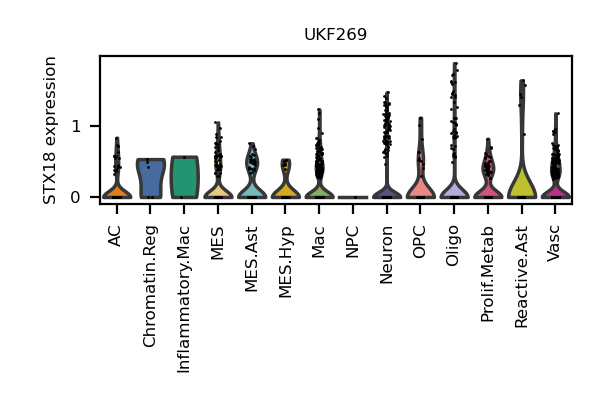 UKF269
STX18 expression
1
0
AC
Chromatin.Reg
Inflammatory.Mac
MES
MES.Ast
MES.Hyp
Mac
NPC
Neuron
OPC
Oligo
Prolif.Metab
Reactive.Ast
Vasc